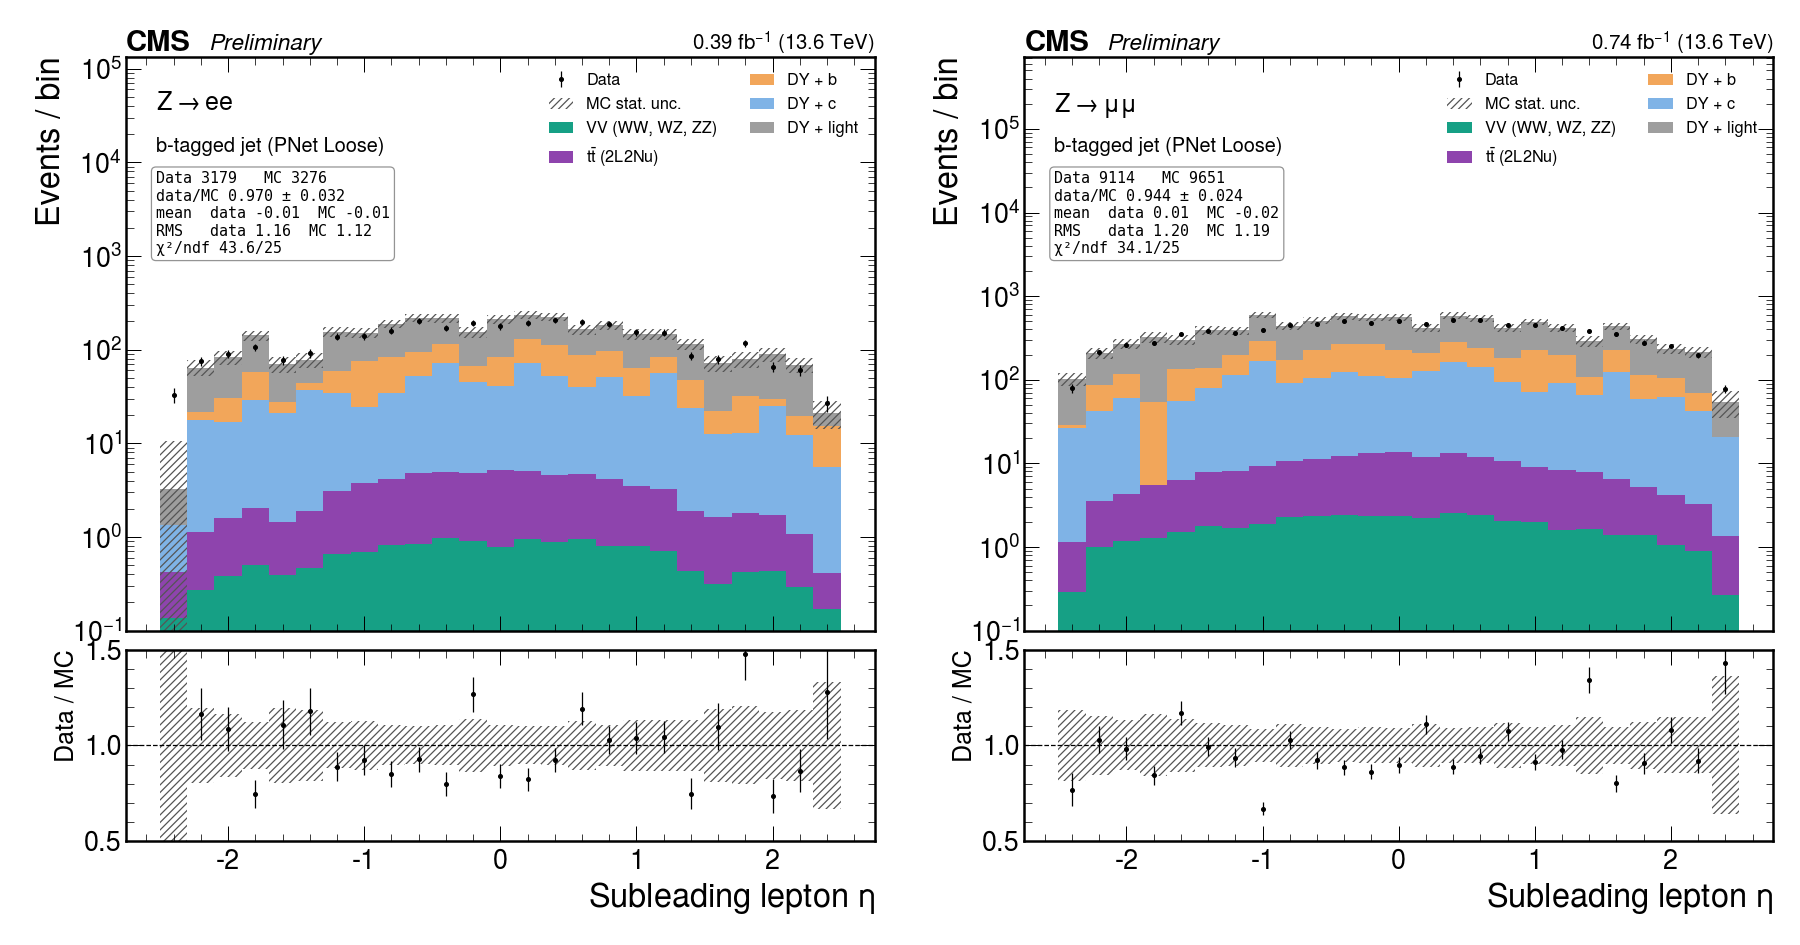 CMS Preliminary 0.39 fb⁻¹ (13.6 TeV)
Events / bin
10⁵
10⁴
10³
10²
10¹
10⁰
10⁻¹
Z→ee
b-tagged jet (PNet Loose)
Data 3179 MC 3276
data/MC 0.970 ± 0.032
mean data -0.01 MC -0.01
RMS data 1.16 MC 1.12
χ²/ndf 43.6/25
Data
MC stat. unc.
VV (WW, WZ, ZZ)
tt̄ (2L2Nu)
DY + b
DY + c
DY + light
Data / MC
1.5
1.0
0.5
-2 -1 0 1 2
Subleading lepton η
CMS Preliminary 0.74 fb⁻¹ (13.6 TeV)
Events / bin
10⁵
10⁴
10³
10²
10¹
10⁰
10⁻¹
Z→μμ
b-tagged jet (PNet Loose)
Data 9114 MC 9651
data/MC 0.944 ± 0.024
mean data 0.01 MC -0.02
RMS data 1.20 MC 1.19
χ²/ndf 34.1/25
Data
MC stat. unc.
VV (WW, WZ, ZZ)
tt̄ (2L2Nu)
DY + b
DY + c
DY + light
Data / MC
1.5
1.0
0.5
-2 -1 0 1 2
Subleading lepton η